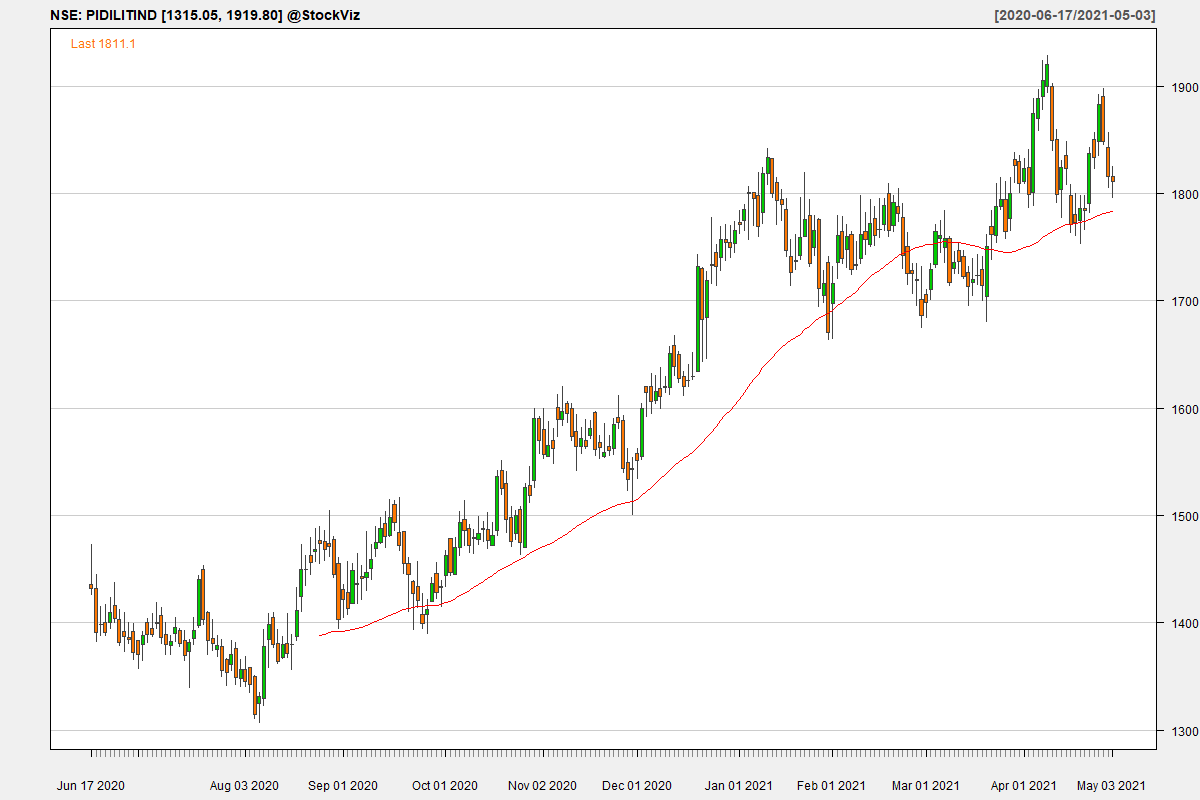 NSE: PIDILITIND [1315.05, 1919.80] @StockViz [2020-06-17/2021-05-03]
Last 1811.1
1900
1800
1700
1600
1500
1400
1300
Jun 17 2020 Aug 03 2020 Sep 01 2020 Oct 01 2020 Nov 02 2020 Dec 01 2020 Jan 01 2021 Feb 01 2021 Mar 01 2021 Apr 01 2021 May 03 2021